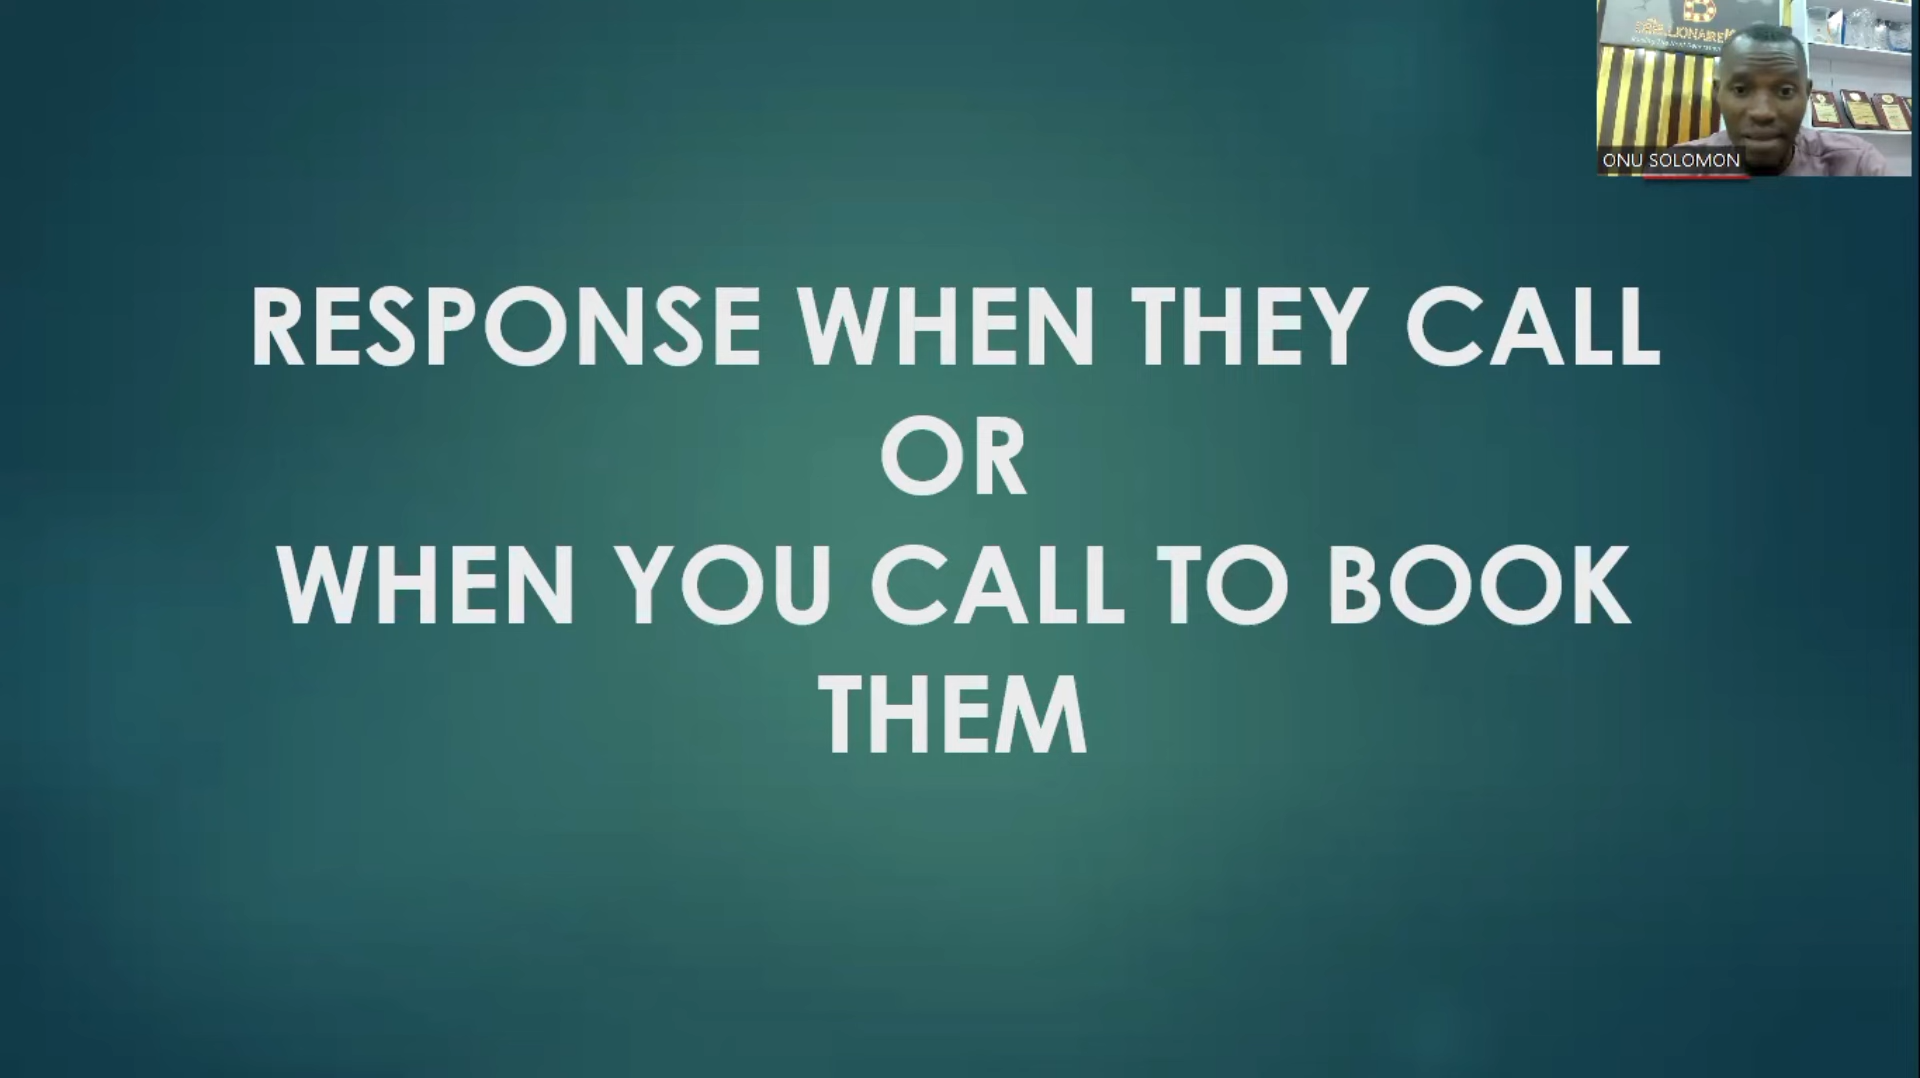 ONU SOLOMON
RESPONSE WHEN THEY CALL
OR
WHEN YOU CALL TO BOOK
THEM